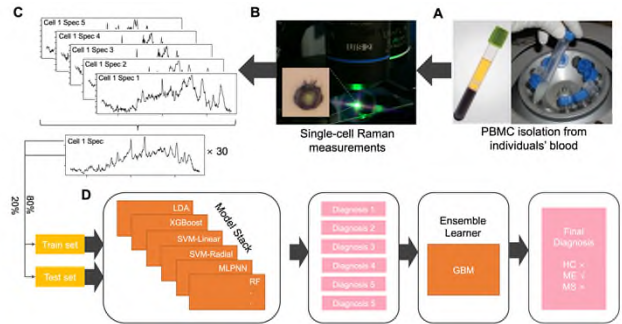 C
Cell 1 Spec 5
Cell 1 Spec 4
Cell 1 Spec 3
Cell 1 Spec 2
Cell 1 Spec 1
B
A
Single-cell Raman
measurements
PBMC isolation from
individuals' blood
Cell 1 Spec
× 30
20%
80%
D
Train set
Test set
LDA
XGBoost
SVM-Linear
SVM-Radial
MLPNN
RF
Model Stack
Diagnosis 1
Diagnosis 2
Diagnosis 3
Diagnosis 4
Diagnosis 5
Ensemble
Learner
GBM
Final
Diagnosis
HC ×
ME
MS ×